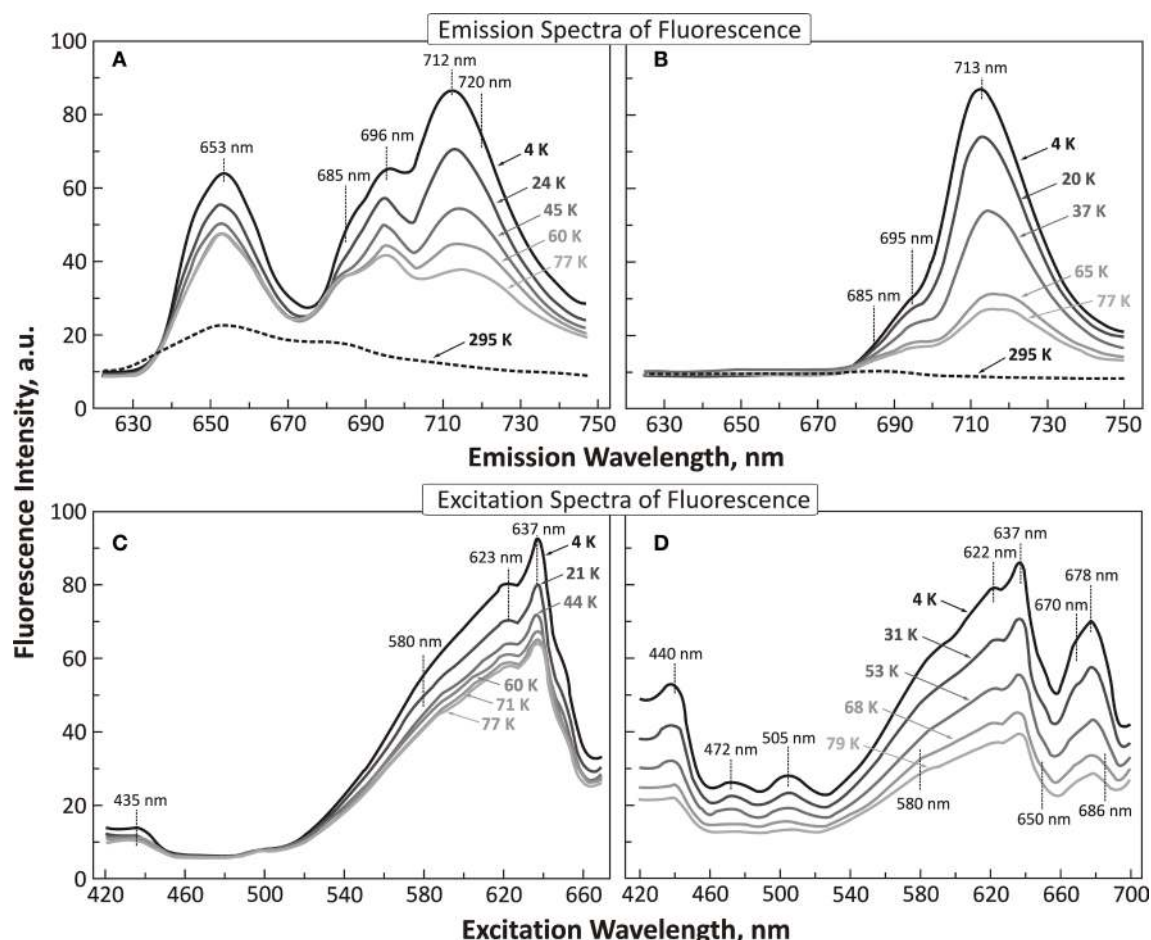 Emission Spectra of Fluorescence
Fluorescence Intensity, a.u.
A
100
80
60
40
20
0
653 nm
685 nm
696 nm
712 nm
720 nm
4 K
24 K
45 K
60 K
77 K
295 K
630 650 670 690 710 730 750
B
685 nm
695 nm
713 nm
4 K
20 K
37 K
65 K
77 K
295 K
630 650 670 690 710 730 750
Emission Wavelength, nm
Excitation Spectra of Fluorescence
C
100
80
60
40
20
0
435 nm
580 nm
623 nm
637 nm
4 K
21 K
44 K
60 K
71 K
77 K
420 460 500 540 580 620 660
D
440 nm
472 nm
505 nm
622 nm
637 nm
670 nm
678 nm
4 K
31 K
53 K
68 K
79 K
580 nm
650 nm
686 nm
420 460 500 540 580 620 660 700
Excitation Wavelength, nm